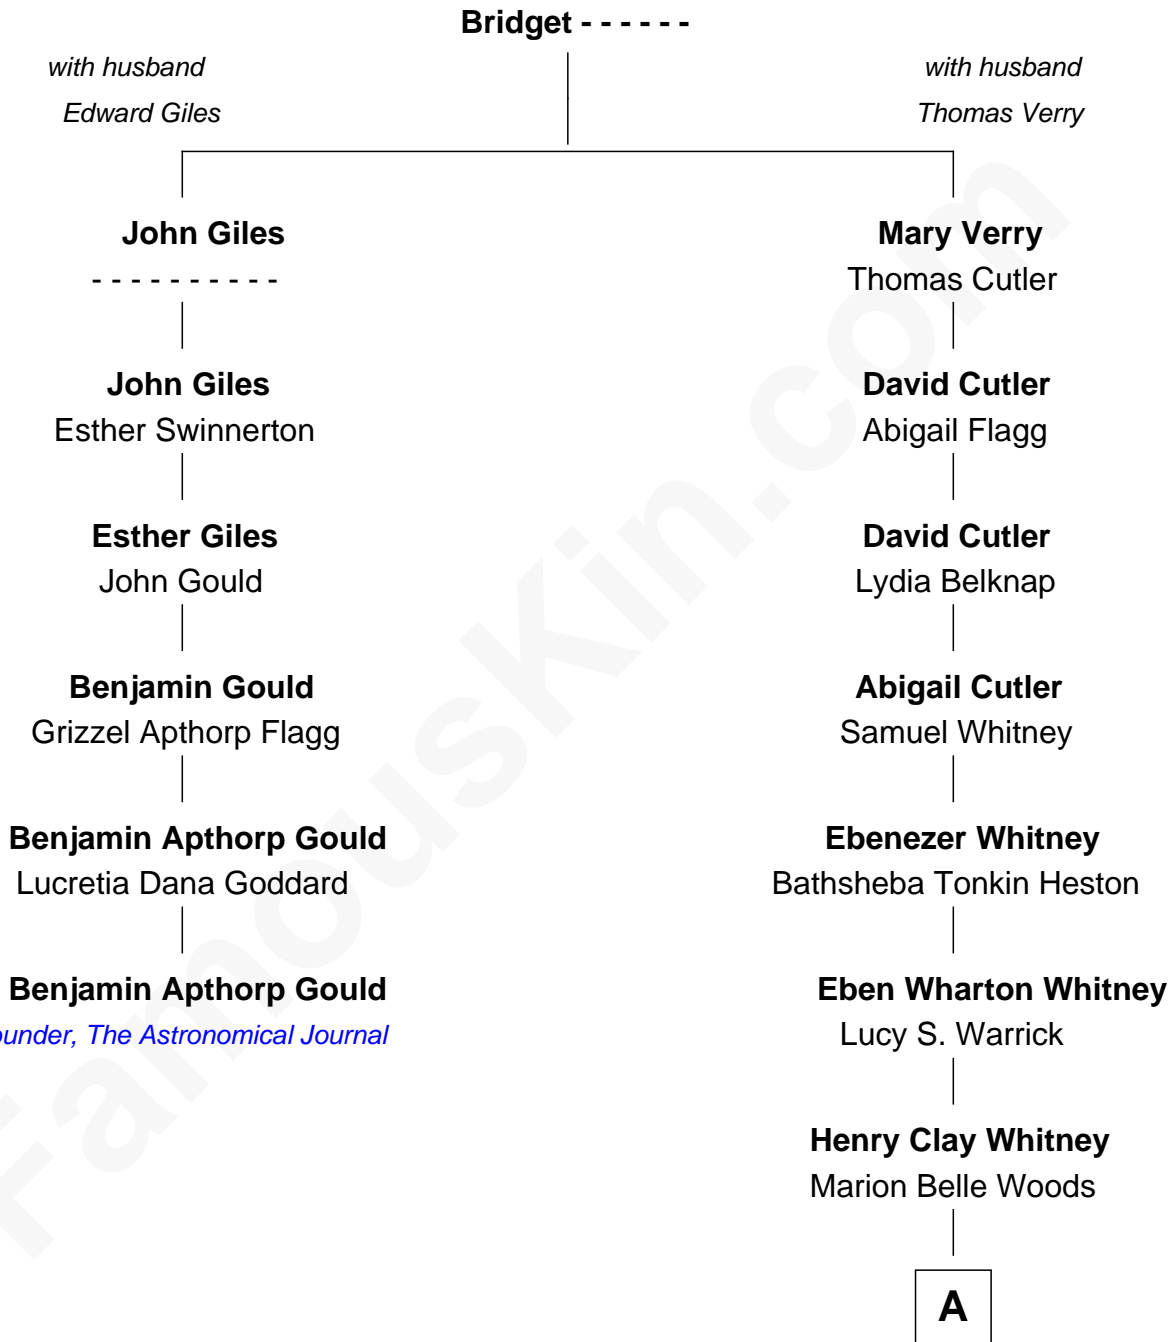 Bridget - - - - - -
with husband
Edward Giles
with husband
Thomas Verry
John Giles
- - - - - - - - - -
Mary Verry
Thomas Cutler
John Giles
Esther Swinnerton
David Cutler
Abigail Flagg
Esther Giles
John Gould
David Cutler
Lydia Belknap
Benjamin Gould
Grizzel Apthorp Flagg
Abigail Cutler
Samuel Whitney
Benjamin Apthorp Gould
Lucretia Dana Goddard
Ebenezer Whitney
Bathsheba Tonkin Heston
Benjamin Apthorp Gould
ounder, The Astronomical Journal
Eben Wharton Whitney
Lucy S. Warrick
Henry Clay Whitney
Marion Belle Woods
A
FamousKin.com